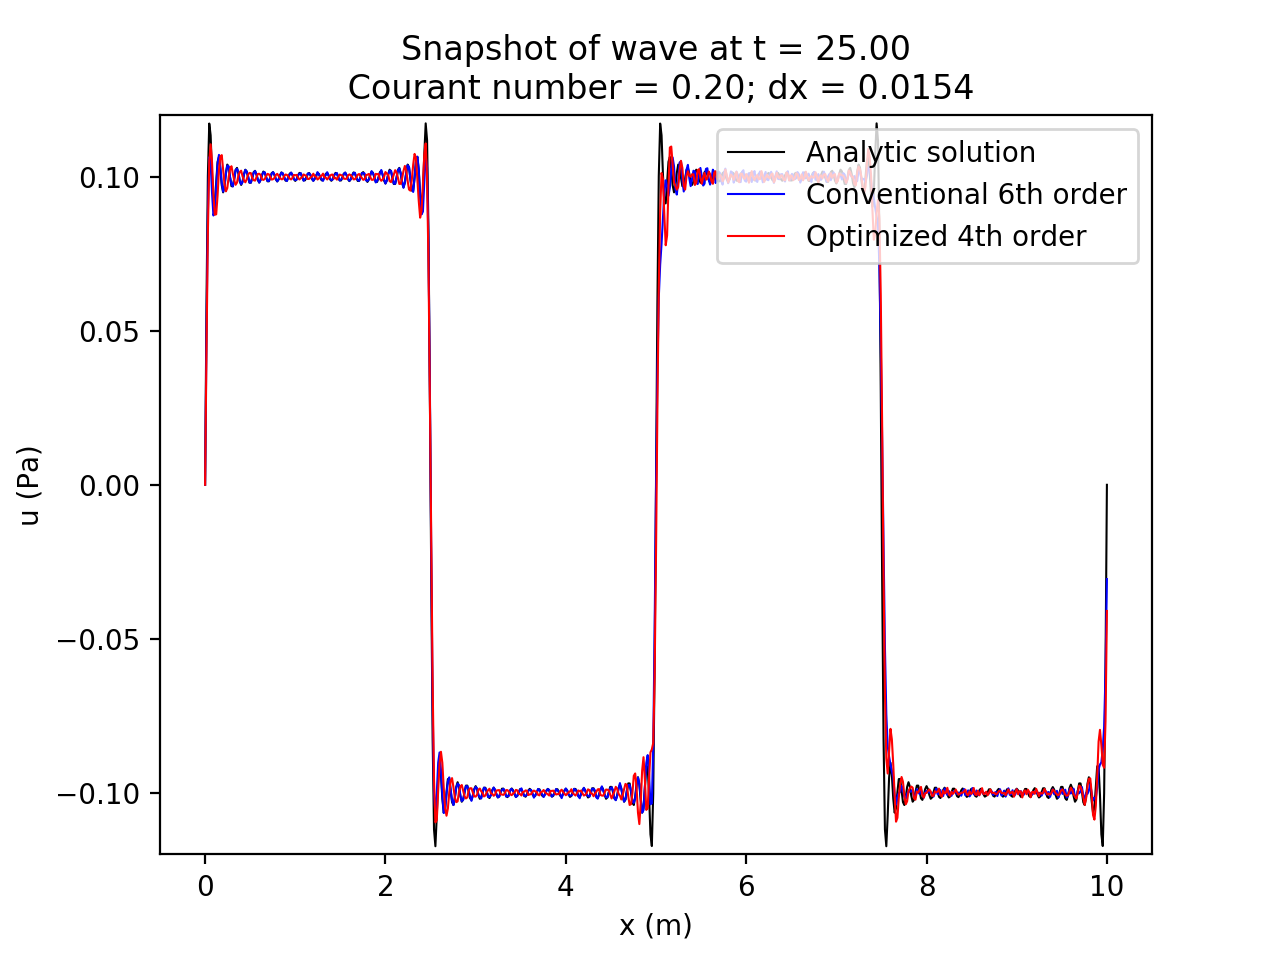 Snapshot of wave at t = 25.00
Courant number = 0.20; dx = 0.0154
Analytic solution
Conventional 6th order
Optimized 4th order
0.10
0.05
0.00
−0.05
−0.10
u (Pa)
0 2 4 6 8 10
x (m)